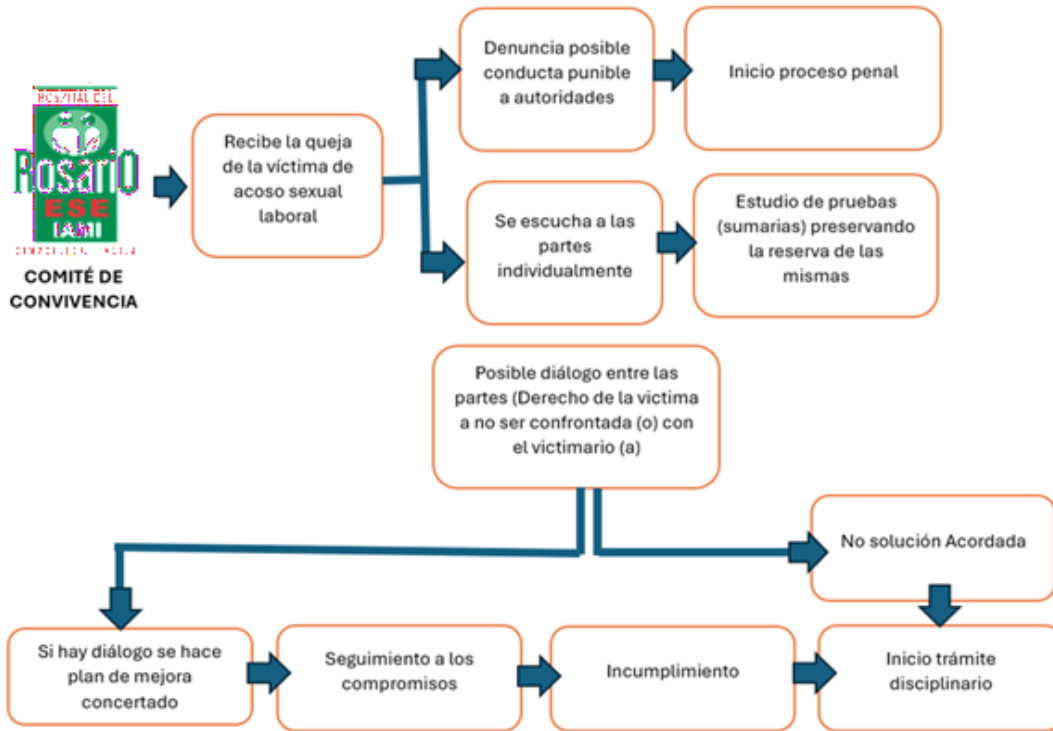 HOSPITAL DEL
Rosario
ESE
IAMI
COMITÉ DE
CONVIVENCIA
Recibe la queja
de la víctima de
acoso sexual
laboral
Denuncia posible
conducta punible
a autoridades
Inicio proceso penal
Se escucha a las
partes
individualmente
Estudio de pruebas
(sumarias) preservando
la reserva de las
mismas
Posible diálogo entre las
partes (Derecho de la victima
a no ser confrontada (o) con
el victimario (a)
No solución Acordada
Si hay diálogo se hace
plan de mejora
concertado
Seguimiento a los
compromisos
Incumplimiento
Inicio trámite
disciplinario